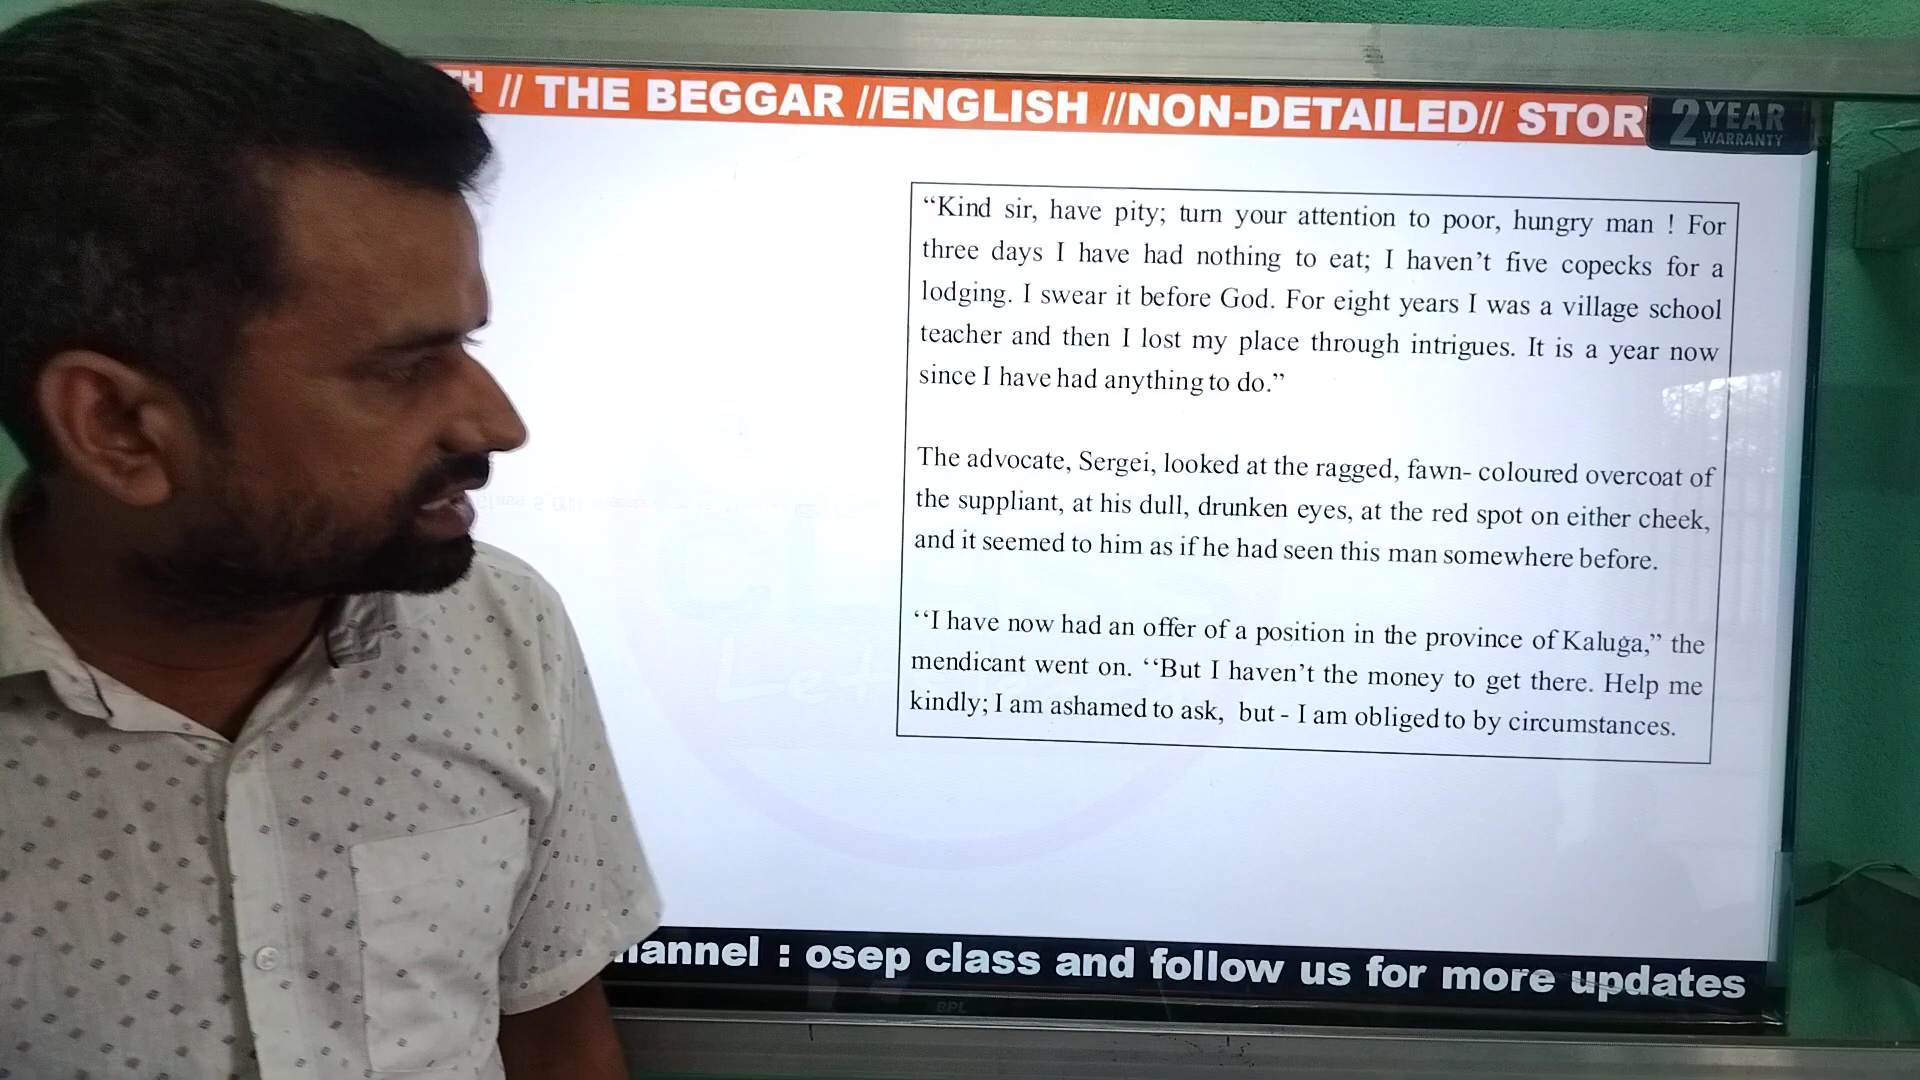 TH // THE BEGGAR //ENGLISH //NON-DETAILED// STOR
2 YEAR
WARRANTY
“Kind sir, have pity; turn your attention to poor, hungry man ! For
three days I have had nothing to eat; I haven’t five copecks for a
lodging. I swear it before God. For eight years I was a village school
teacher and then I lost my place through intrigues. It is a year now
since I have had anything to do.”
The advocate, Sergei, looked at the ragged, fawn- coloured overcoat of
the suppliant, at his dull, drunken eyes, at the red spot on either cheek,
and it seemed to him as if he had seen this man somewhere before.
‘‘I have now had an offer of a position in the province of Kaluga,” the
mendicant went on. ‘‘But I haven’t the money to get there. Help me
kindly; I am ashamed to ask, but - I am obliged to by circumstances.
hannel : osep class and follow us for more updates
BPL